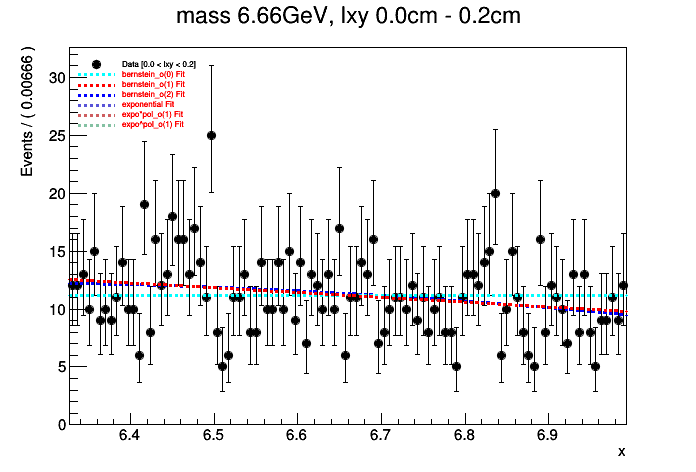 mass 6.66GeV, lxy 0.0cm - 0.2cm
Events / ( 0.00666 )
30
25
20
15
10
5
0
Data [0.0 < lxy < 0.2]
bernstein_o(0) Fit
bernstein_o(1) Fit
bernstein_o(2) Fit
exponential Fit
expo*pol_o(1) Fit
expo*pol_o(1) Fit
6.4 6.5 6.6 6.7 6.8 6.9
x